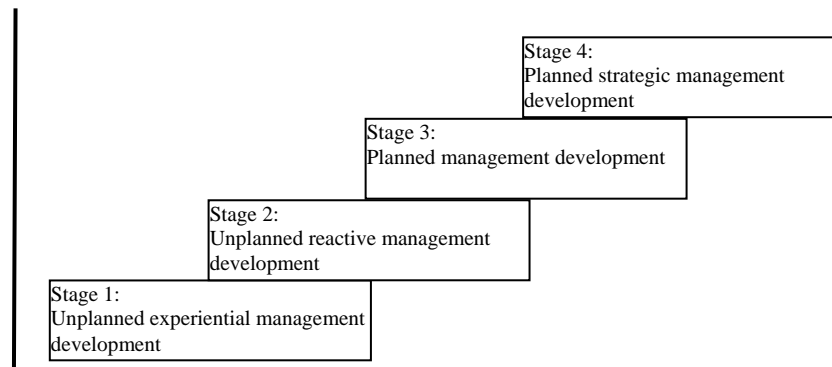 Stage 4:
Planned strategic management
development
Stage 3:
Planned management development
Stage 2:
Unplanned reactive management
development
Stage 1:
Unplanned experiential management
development